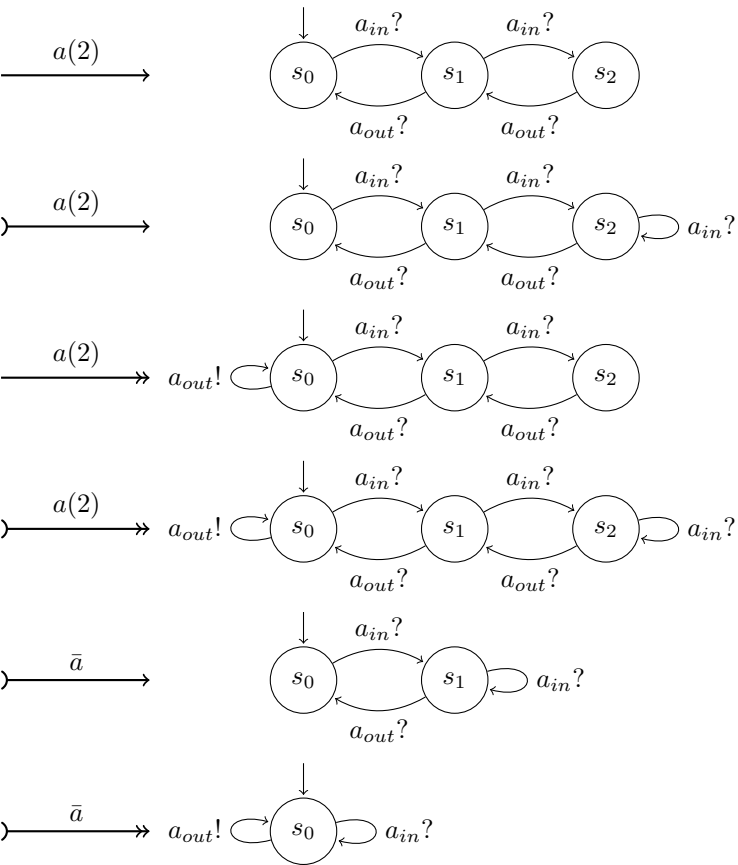 a(2) a_in? a_in?
s_0 s_1 s_2
a_out? a_out?
a(2) a_in? a_in?
s_0 s_1 s_2 a_in?
a_out? a_out?
a(2) a_in? a_in?
a_out! s_0 s_1 s_2
a_out? a_out?
a(2) a_in? a_in?
a_out! s_0 s_1 s_2 a_in?
a_out? a_out?
ā a_in?
s_0 s_1 a_in?
a_out?
ā
a_out! s_0 a_in?